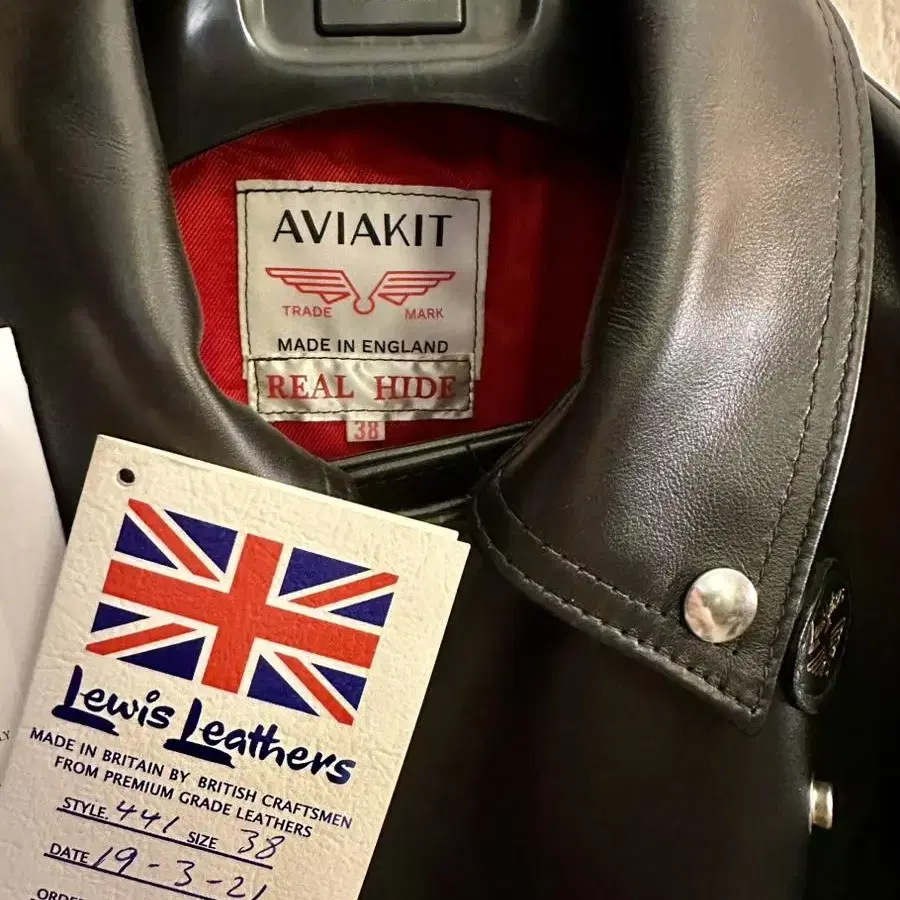 AVIAKIT
TRADE MARK
MADE IN ENGLAND
REAL HIDE
38
Lewis Leathers
MADE IN BRITAIN BY BRITISH CRAFTSMEN
FROM PREMIUM GRADE LEATHERS
STYLE. 441 SIZE 38
DATE 19-3-21